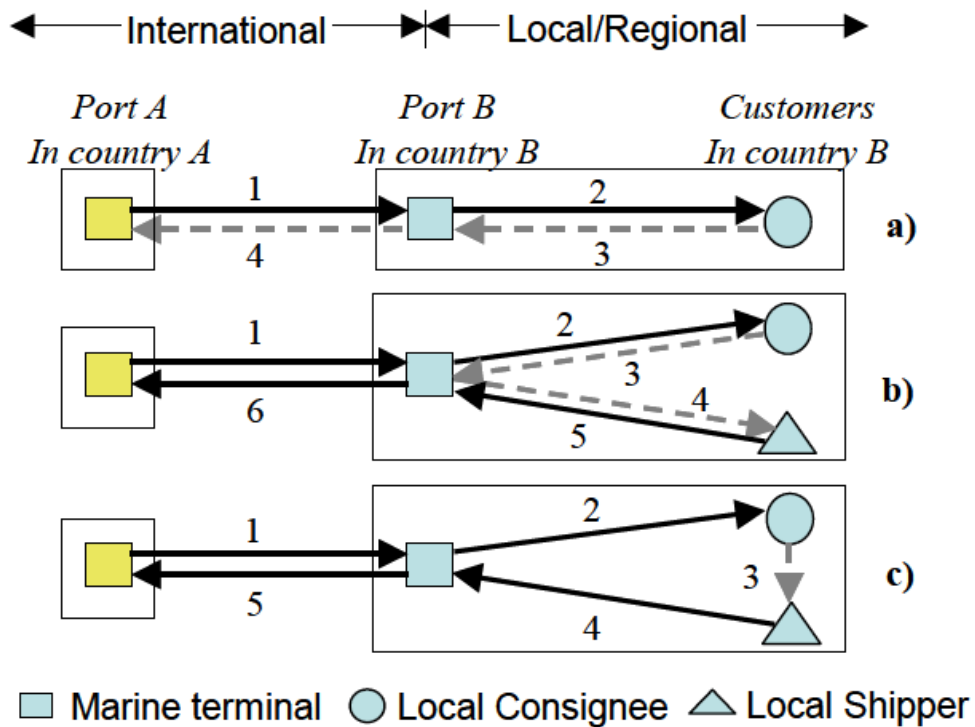 International Local/Regional
Port A Port B Customers
In country A In country B In country B
1 2
4 3 a)
1 2
3
6 4 b)
5
1 2
3 c)
5 4
Marine terminal Local Consignee Local Shipper